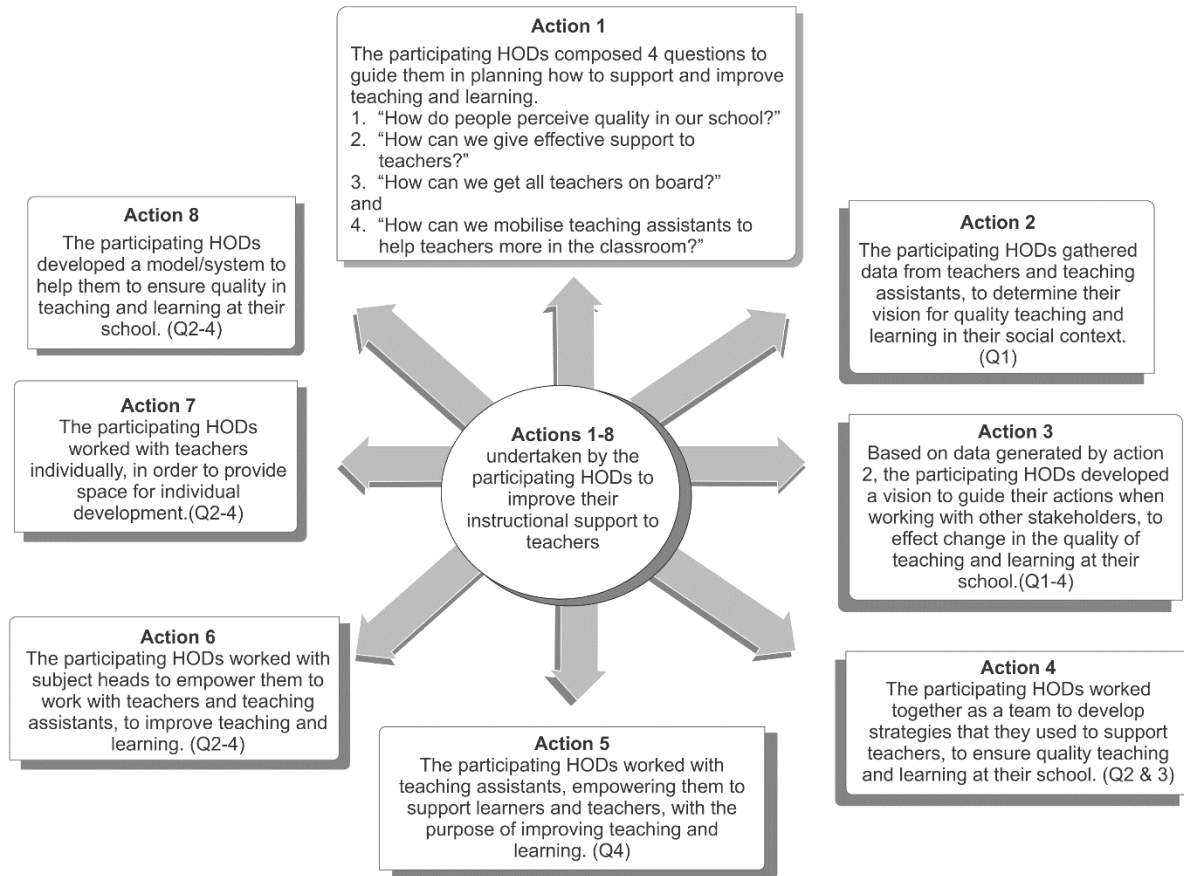 Action 1
The participating HODs composed 4 questions to
guide them in planning how to support and improve
teaching and learning.
1. “How do people perceive quality in our school?”
2. “How can we give effective support to
teachers?”
3. “How can we get all teachers on board?”
and
4. “How can we mobilise teaching assistants to
help teachers more in the classroom?”
Action 2
The participating HODs gathered
data from teachers and teaching
assistants, to determine their
vision for quality teaching and
learning in their social context.
(Q1)
Action 3
Based on data generated by action
2, the participating HODs developed
a vision to guide their actions when
working with other stakeholders, to
effect change in the quality of
teaching and learning at their
school.(Q1-4)
Action 4
The participating HODs worked
together as a team to develop
strategies that they used to support
teachers, to ensure quality teaching
and learning at their school. (Q2 & 3)
Action 5
The participating HODs worked with
teaching assistants, empowering them to
support learners and teachers, with the
purpose of improving teaching and
learning. (Q4)
Action 6
The participating HODs worked with
subject heads to empower them to
work with teachers and teaching
assistants, to improve teaching and
learning. (Q2-4)
Action 7
The participating HODs
worked with teachers
individually, in order to provide
space for individual
development.(Q2-4)
Action 8
The participating HODs
developed a model/system to
help them to ensure quality in
teaching and learning at their
school. (Q2-4)
Actions 1-8
undertaken by the
participating HODs to
improve their
instructional support to
teachers